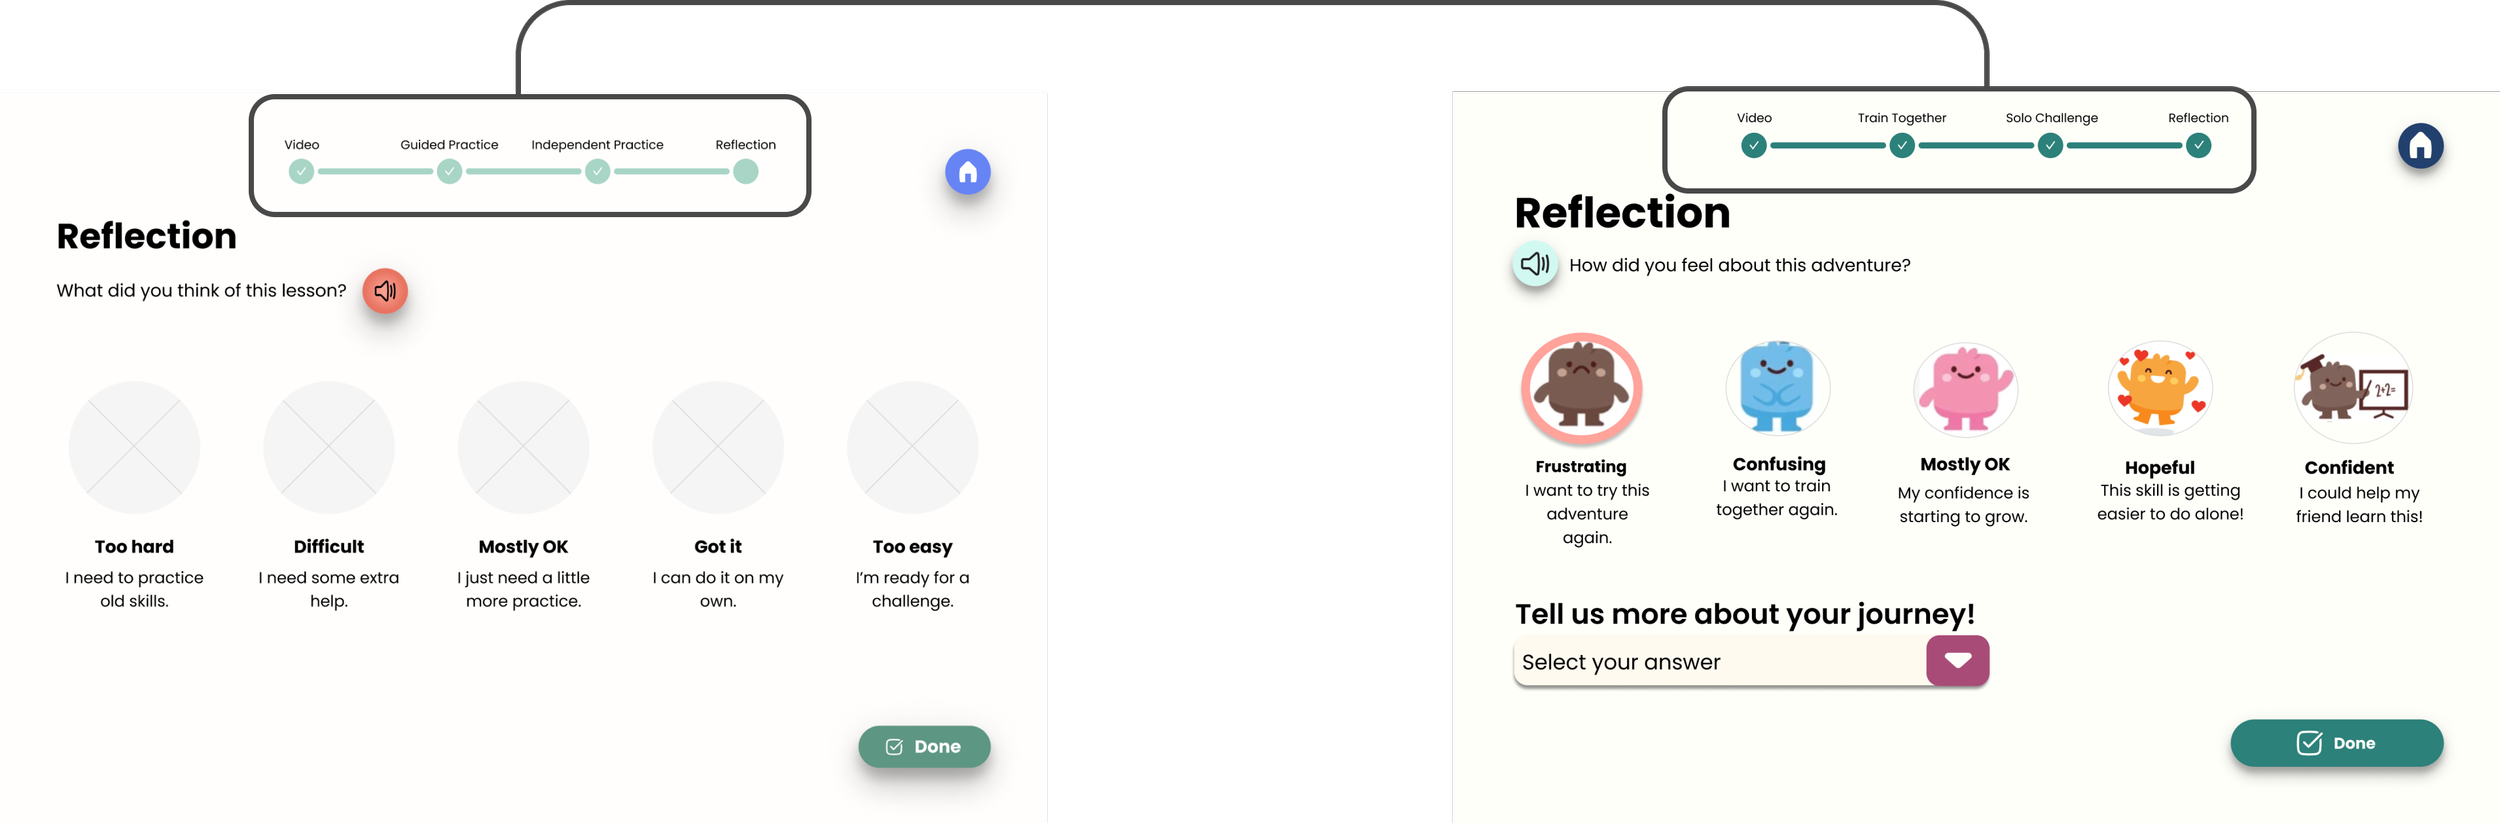 Video
Guided Practice
Independent Practice
Reflection
Reflection
What did you think of this lesson?
Too hard
I need to practice
old skills.
Difficult
I need some extra
help.
Mostly OK
I just need a little
more practice.
Got it
I can do it on my
own.
Too easy
I'm ready for a
challenge.
Done
Video
Train Together
Solo Challenge
Reflection
Reflection
How did you feel about this adventure?
Frustrating
I want to try this
adventure
again.
Confusing
I want to train
together again.
Mostly OK
My confidence is
starting to grow.
Hopeful
This skill is getting
easier to do alone!
2+2=
Confident
I could help my
friend learn this!
Tell us more about your journey!
Select your answer
Done